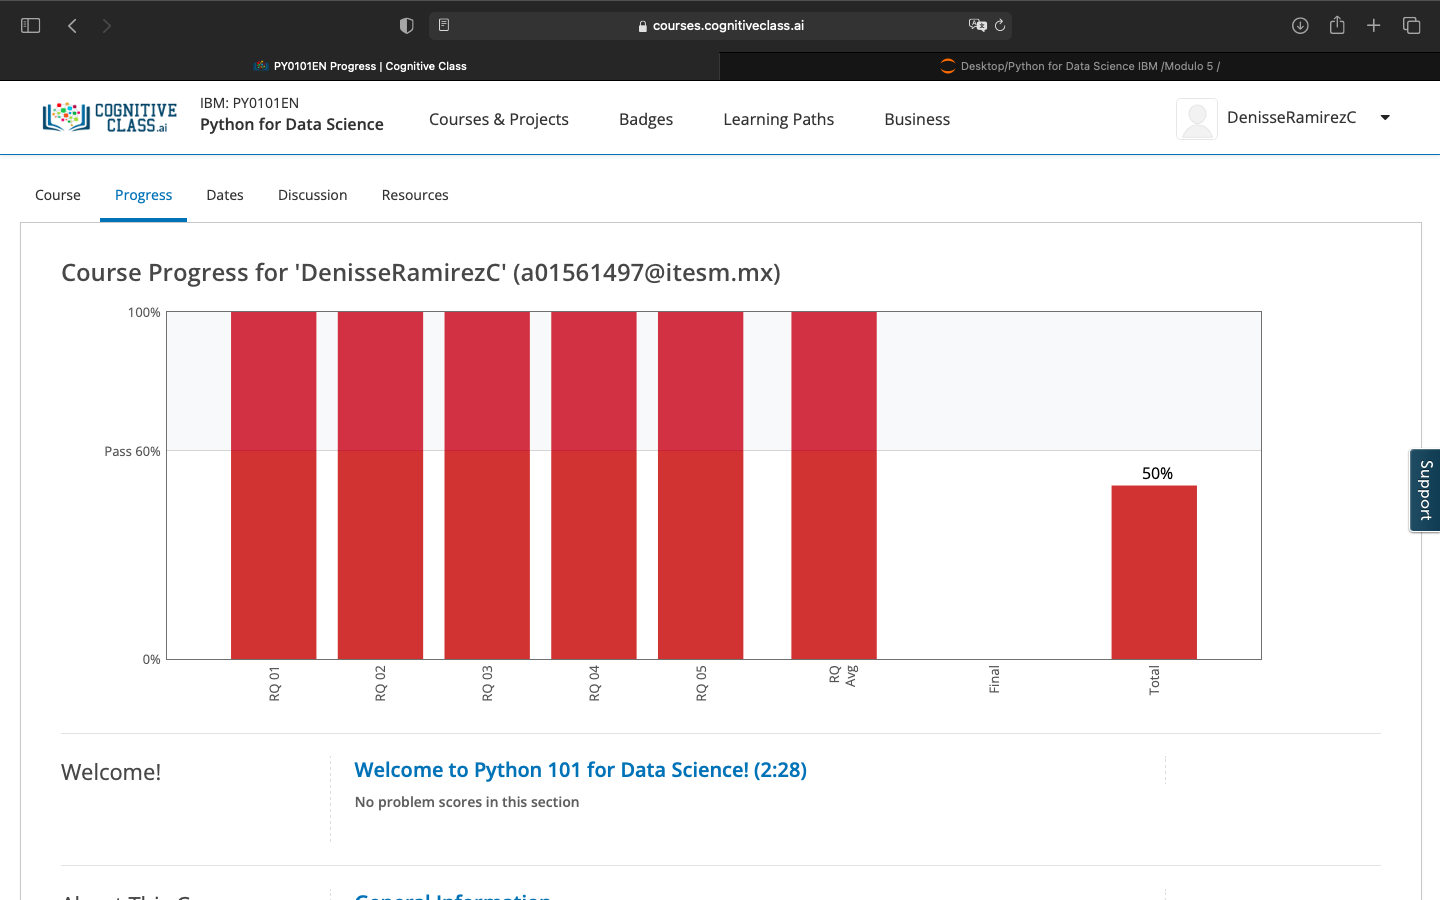 courses.cognitiveclass.ai
PY0101EN Progress | Cognitive Class
Desktop/Python for Data Science IBM /Modulo 5 /
COGNITIVE
CLASS.ai
IBM: PY0101EN
Python for Data Science
Courses & Projects
Badges
Learning Paths
Business
DenisseRamirezC
Course
Progress
Dates
Discussion
Resources
Course Progress for 'DenisseRamirezC' (a01561497@itesm.mx)
100%
Pass 60%
0%
50%
RQ 01
RQ 02
RQ 03
RQ 04
RQ 05
RQ
Avg
Final
Total
Support
Welcome!
Welcome to Python 101 for Data Science! (2:28)
No problem scores in this section
About This C
General Information